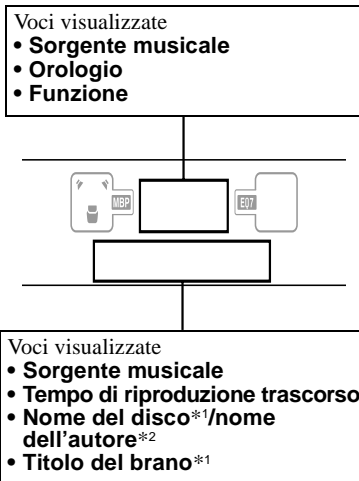 Voci visualizzate
• Sorgente musicale
• Orologio
• Funzione
MBP
EQ7
Voci visualizzate
• Sorgente musicale
• Tempo di riproduzione trascorso
• Nome del disco*1/nome
dell'autore*2
• Titolo del brano*1